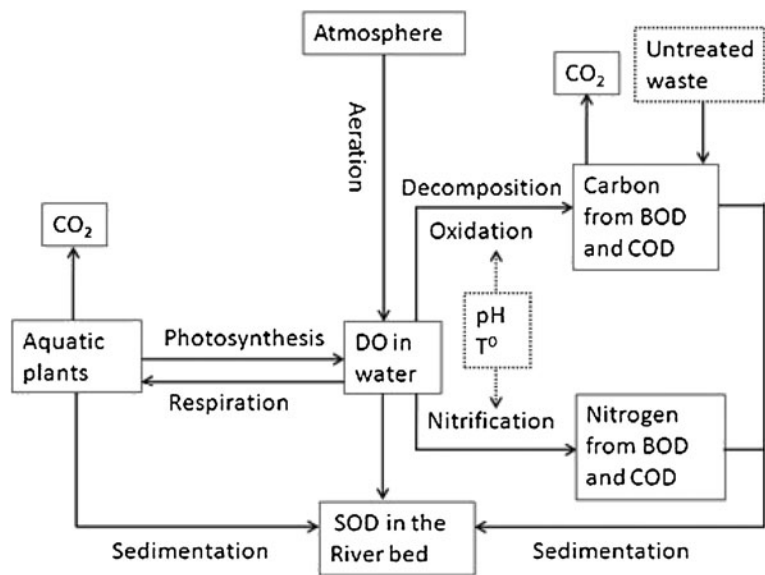 Atmosphere
Untreated
waste
CO₂
Aeration
Decomposition
Oxidation
Carbon
from BOD
and COD
CO₂
pH
T⁰
Aquatic
plants
Photosynthesis
Respiration
DO in
water
Nitrification
Nitrogen
from BOD
and COD
SOD in the
River bed
Sedimentation
Sedimentation